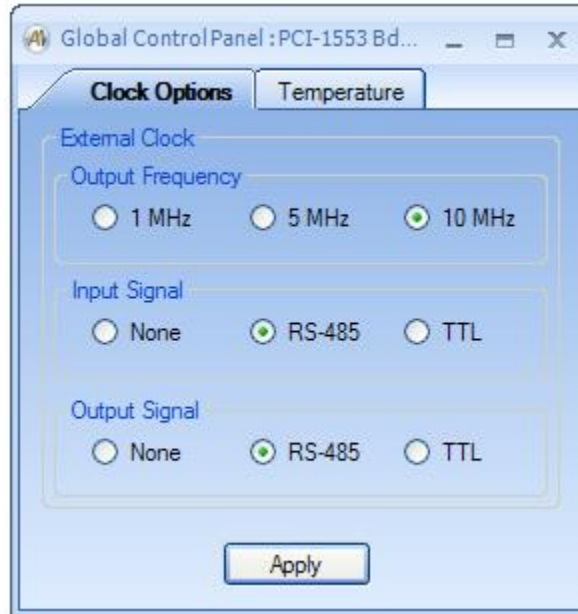 Global Control Panel :PCI-1553 Bd...
Clock Options Temperature
External Clock
Output Frequency
1 MHz 5 MHz 10 MHz
Input Signal
None RS-485 TTL
Output Signal
None RS-485 TTL
Apply